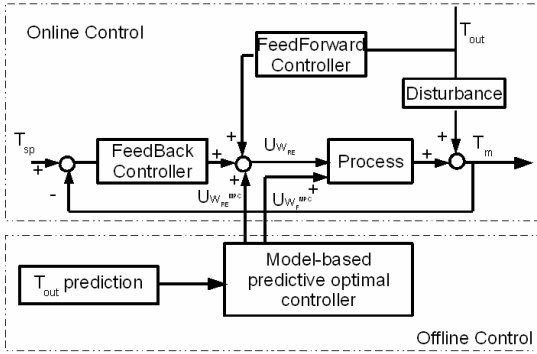 Online Control
T_out
FeedForward
Controller
Disturbance
T_sp
+
-
FeedBack
Controller
+
+
+
U_W_RE
Process
+
+
+
T_m
U_W_RE^MPC
U_W_F^MPC
T_out prediction
Model-based
predictive optimal
controller
Offline Control